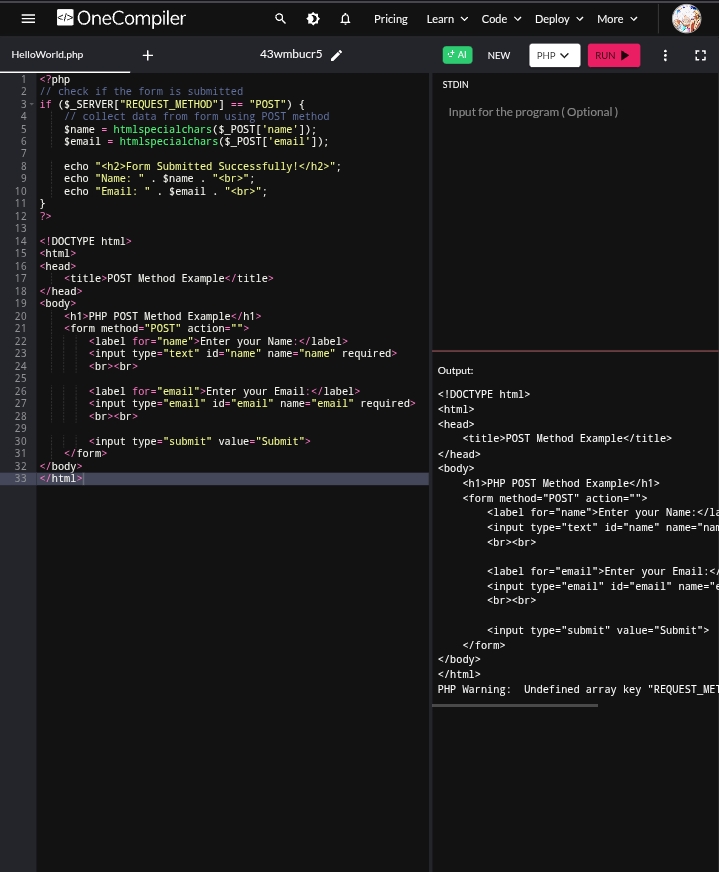 </> OneCompiler
Pricing Learn Code Deploy More
HelloWorld.php + 43wmbucr5 AI NEW PHP RUN
1 <?php
2 // check if the form is submitted
3 if ($_SERVER["REQUEST_METHOD"] == "POST") {
4     // collect data from form using POST method
5     $name = htmlspecialchars($_POST['name']);
6     $email = htmlspecialchars($_POST['email']);
7
8     echo "<h2>Form Submitted Successfully!</h2>";
9     echo "Name: " . $name . "<br>";
10     echo "Email: " . $email . "<br>";
11 }
12 ?>
13
14 <!DOCTYPE html>
15 <html>
16 <head>
17     <title>POST Method Example</title>
18 </head>
19 <body>
20     <h1>PHP POST Method Example</h1>
21     <form method="POST" action="">
22         <label for="name">Enter your Name:</label>
23         <input type="text" id="name" name="name" required>
24         <br><br>
25
26         <label for="email">Enter your Email:</label>
27         <input type="email" id="email" name="email" required>
28         <br><br>
29
30         <input type="submit" value="Submit">
31     </form>
32 </body>
33 </html>
STDIN
Input for the program ( Optional )
Output:
<!DOCTYPE html>
<html>
<head>
    <title>POST Method Example</title>
</head>
<body>
    <h1>PHP POST Method Example</h1>
    <form method="POST" action="">
        <label for="name">Enter your Name:</la
        <input type="text" id="name" name="nam
        <br><br>

        <label for="email">Enter your Email:</
        <input type="email" id="email" name="e
        <br><br>

        <input type="submit" value="Submit">
    </form>
</body>
</html>
PHP Warning:  Undefined array key "REQUEST_MET